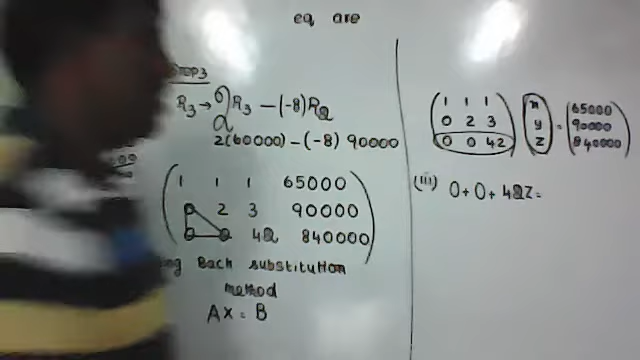 eq are
Step3
R3 → 2R3 - (-8)R2
2(60000) - (-8) 90000
1 1 1 65000
0 2 3 90000
0 0 42 840000
Back substitution
method
AX = B
1 1 1 x 65000
0 2 3 y = 90000
0 0 42 z 840000
(iii) 0 + 0 + 42z =